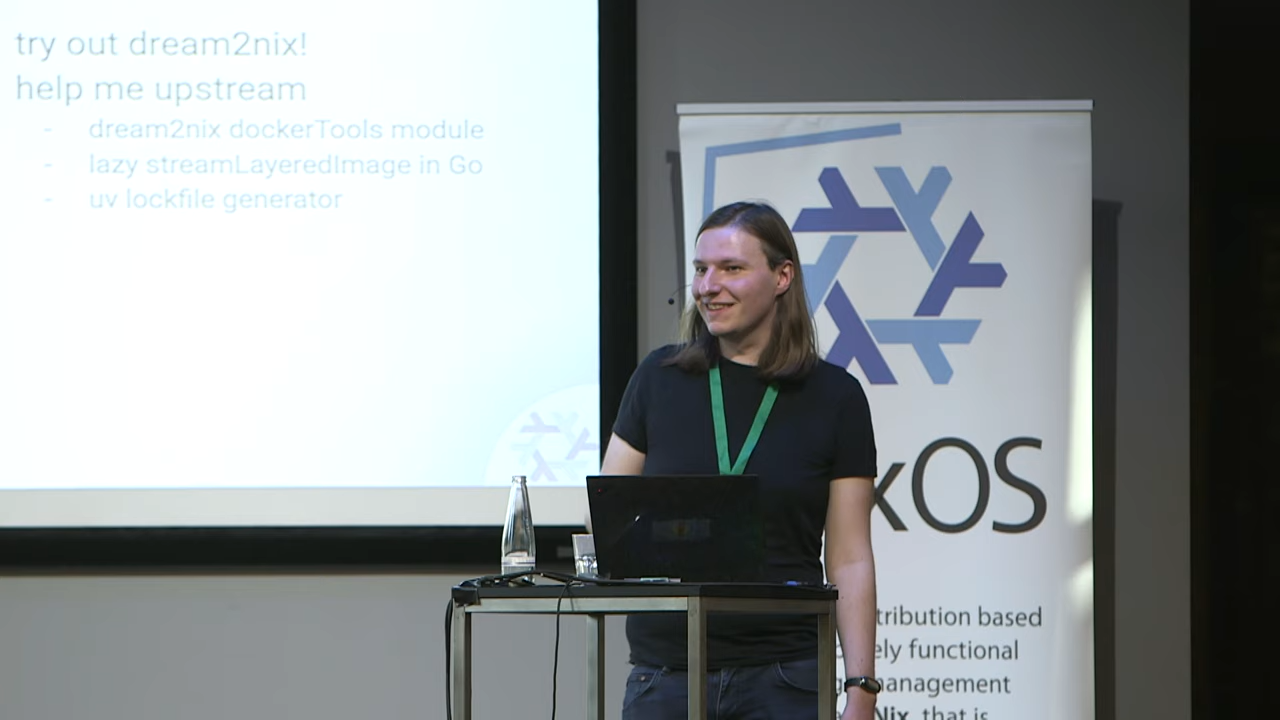 try out dream2nix!
help me upstream
- dream2nix dockerTools module
- lazy streamLayeredImage in Go
- uv lockfile generator
xOS
tribution based
ely functional
management
Nix, that is